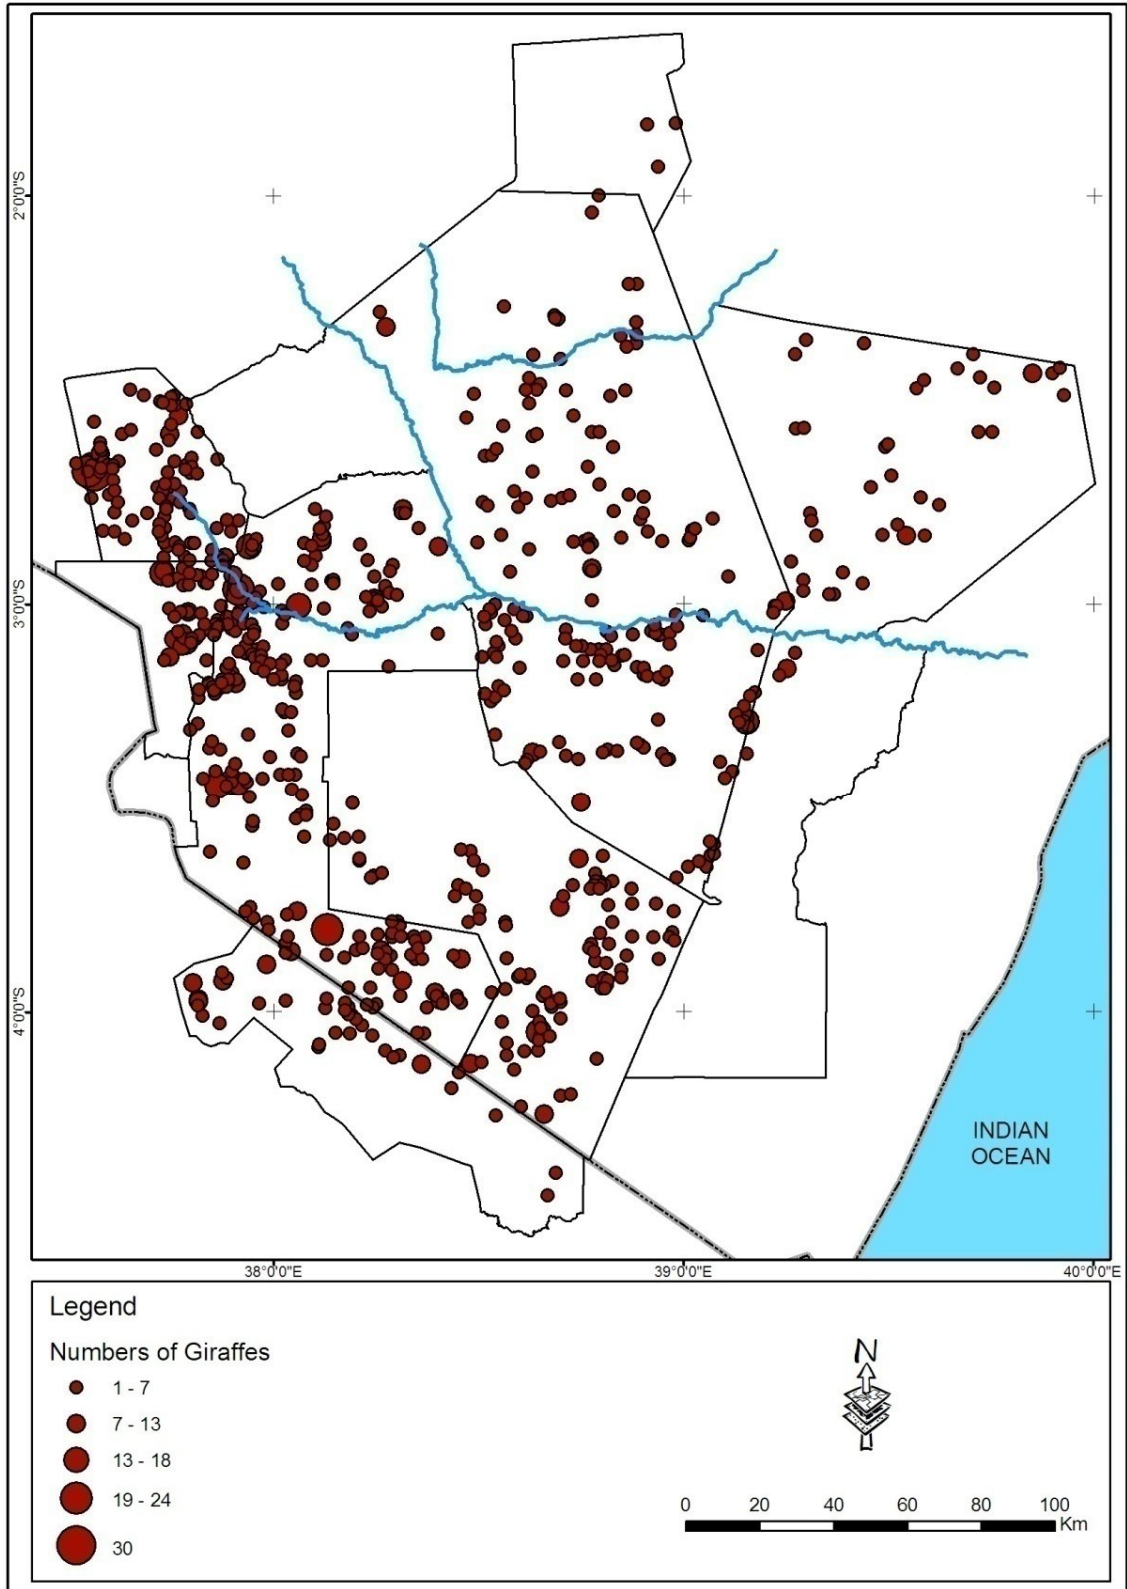 2°0'0"S
3°0'0"S
4°0'0"S
INDIAN
OCEAN
38°0'0"E
39°0'0"E
40°0'0"E
Legend
Numbers of Giraffes
1 - 7
7 - 13
13 - 18
19 - 24
30
N
0 20 40 60 80 100
Km